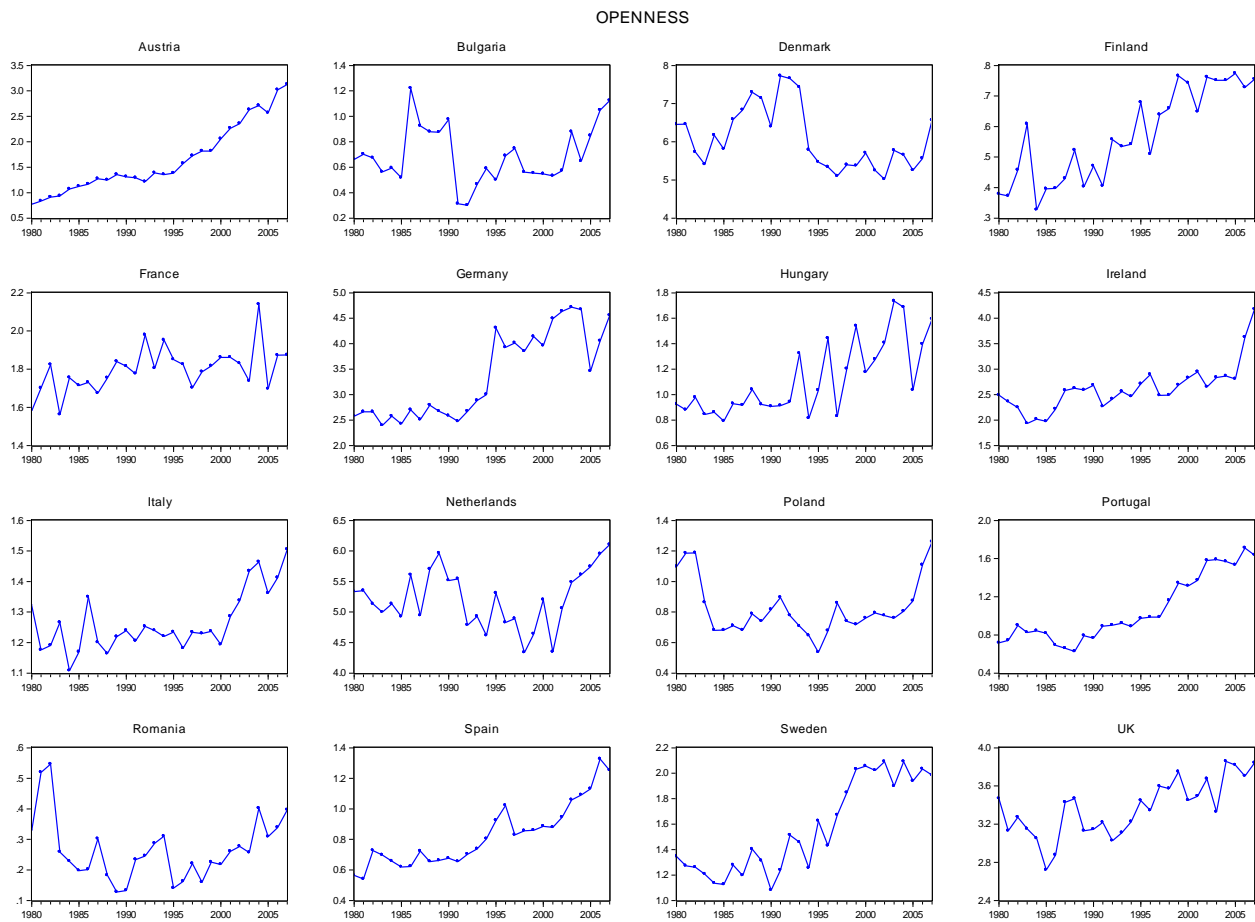 OPENNESS
Austria Bulgaria Denmark Finland
3.5 3.0 2.5 2.0 1.5 1.0 0.5
1980 1985 1990 1995 2000 2005
1.4 1.2 1.0 0.8 0.6 0.4 0.2
1980 1985 1990 1995 2000 2005
8 7 6 5 4
1980 1985 1990 1995 2000 2005
.8 .7 .6 .5 .4 .3
1980 1985 1990 1995 2000 2005
France Germany Hungary Ireland
2.2 2.0 1.8 1.6 1.4
1980 1985 1990 1995 2000 2005
5.0 4.5 4.0 3.5 3.0 2.5 2.0
1980 1985 1990 1995 2000 2005
1.8 1.6 1.4 1.2 1.0 0.8 0.6
1980 1985 1990 1995 2000 2005
4.5 4.0 3.5 3.0 2.5 2.0 1.5
1980 1985 1990 1995 2000 2005
Italy Netherlands Poland Portugal
1.6 1.5 1.4 1.3 1.2 1.1
1980 1985 1990 1995 2000 2005
6.5 6.0 5.5 5.0 4.5 4.0
1980 1985 1990 1995 2000 2005
1.4 1.2 1.0 0.8 0.6 0.4
1980 1985 1990 1995 2000 2005
2.0 1.6 1.2 0.8 0.4
1980 1985 1990 1995 2000 2005
Romania Spain Sweden UK
.6 .5 .4 .3 .2 .1
1980 1985 1990 1995 2000 2005
1.4 1.2 1.0 0.8 0.6 0.4
1980 1985 1990 1995 2000 2005
2.2 2.0 1.8 1.6 1.4 1.2 1.0
1980 1985 1990 1995 2000 2005
4.0 3.6 3.2 2.8 2.4
1980 1985 1990 1995 2000 2005